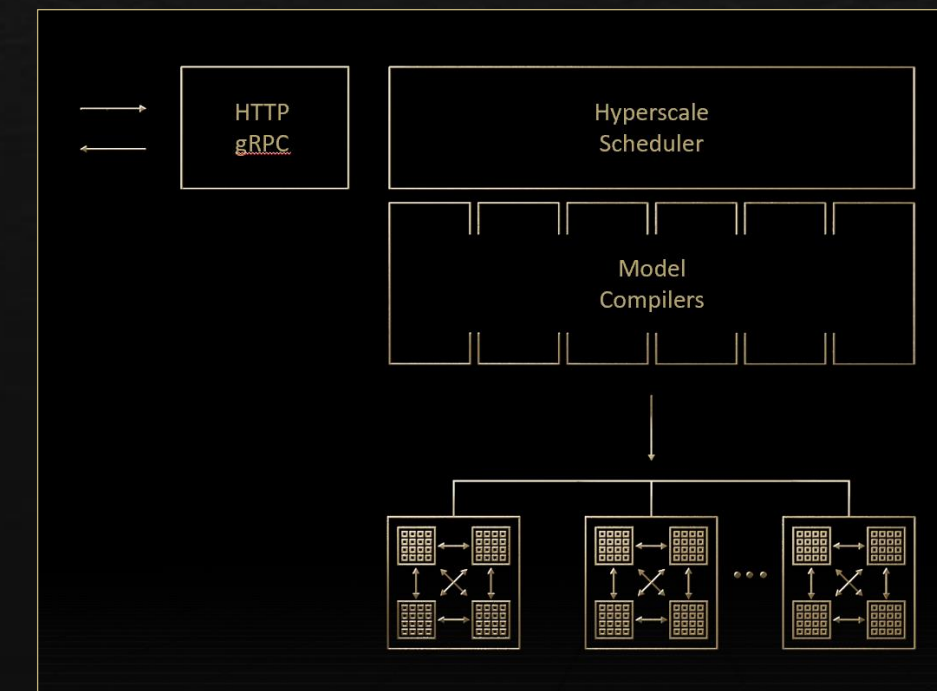 HTTP
gRPC
Hyperscale
Scheduler
Model
Compilers